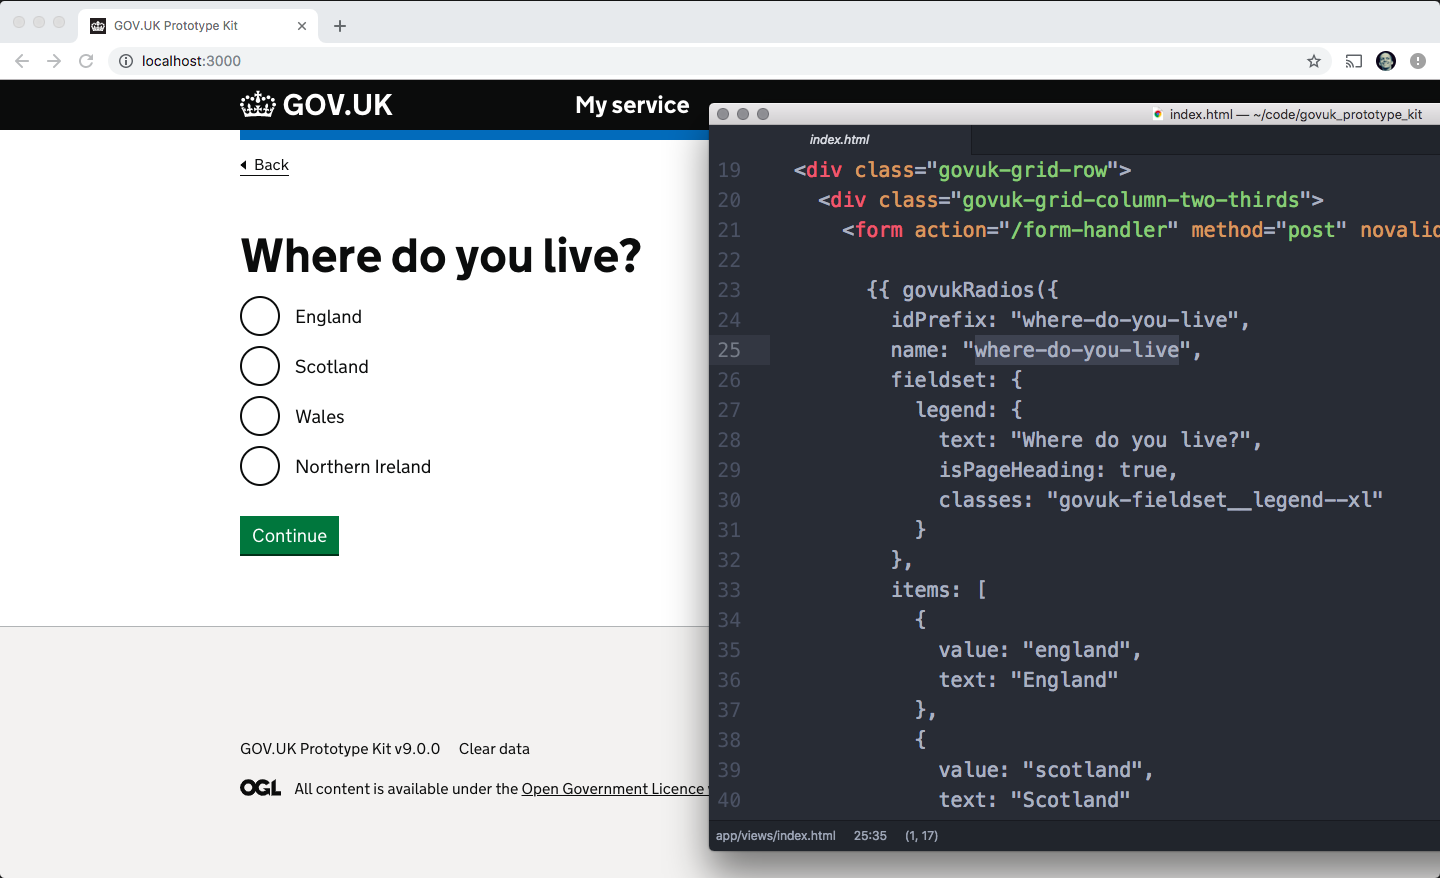 GOV.UK Prototype Kit
localhost:3000
GOV.UK
My service
Back
Where do you live?
England
Scotland
Wales
Northern Ireland
Continue
GOV.UK Prototype Kit v9.0.0 Clear data
OGL All content is available under the Open Government Licence
index.html — ~/code/govuk_prototype_kit
index.html
19 <div class="govuk-grid-row">
20 <div class="govuk-grid-column-two-thirds">
21 <form action="/form-handler" method="post" novalid
22
23 {{ govukRadios({
24 idPrefix: "where-do-you-live",
25 name: "where-do-you-live",
26 fieldset: {
27 legend: {
28 text: "Where do you live?",
29 isPageHeading: true,
30 classes: "govuk-fieldset__legend--xl"
31 }
32 },
33 items: [
34 {
35 value: "england",
36 text: "England"
37 },
38 {
39 value: "scotland",
40 text: "Scotland"
app/views/index.html 25:35 (1, 17)